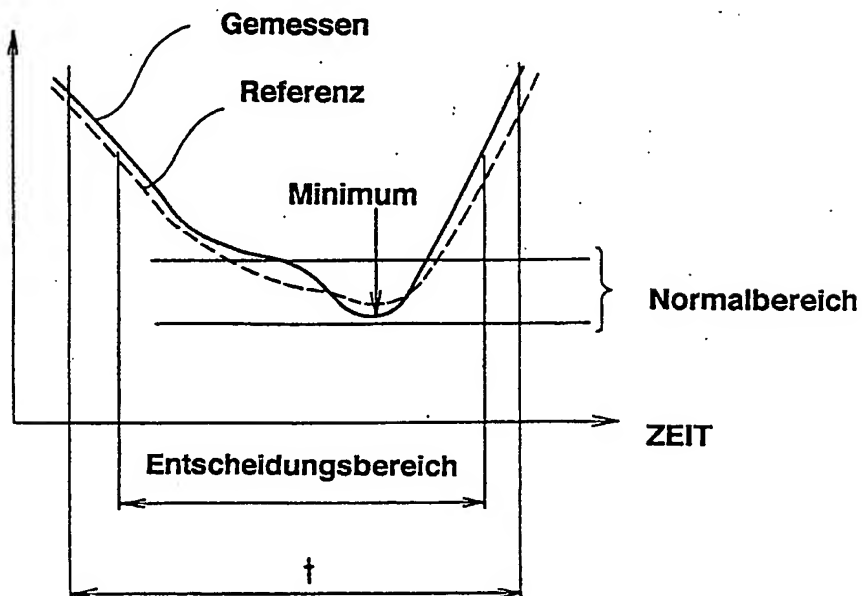 Gemessen
Referenz
Minimum
Normalbereich
ZEIT
Entscheidungsbereich
t